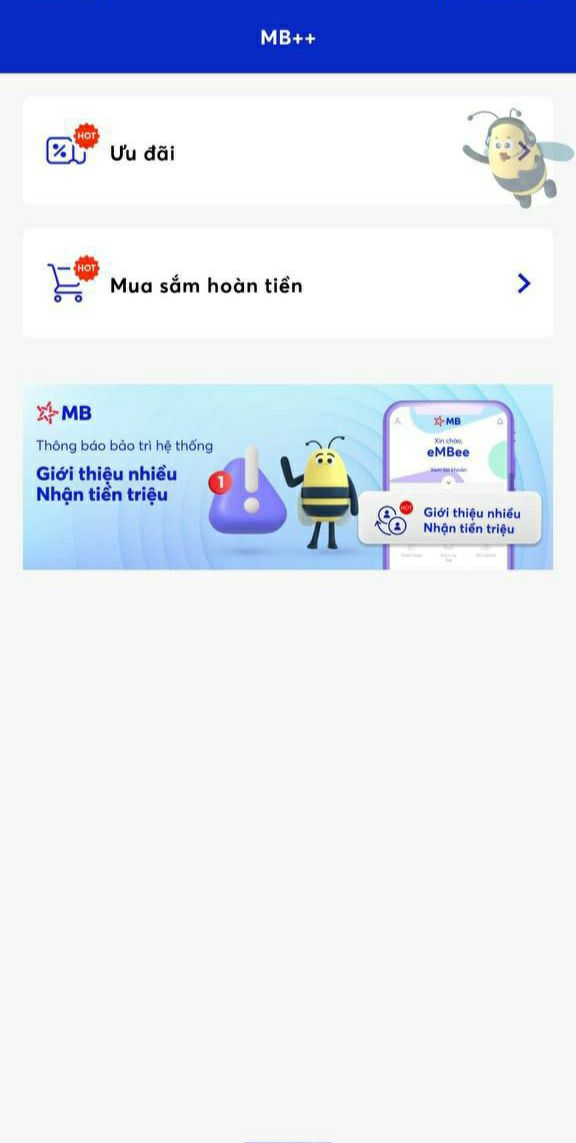 MB++
HOT
Ưu đãi
HOT
Mua sắm hoàn tiền
MB
Thông báo bảo trì hệ thống
Giới thiệu nhiều
Nhận tiền triệu
1
MB
Xin chào,
eMBee
Xem tài khoản
HOT
Giới thiệu nhiều
Nhận tiền triệu